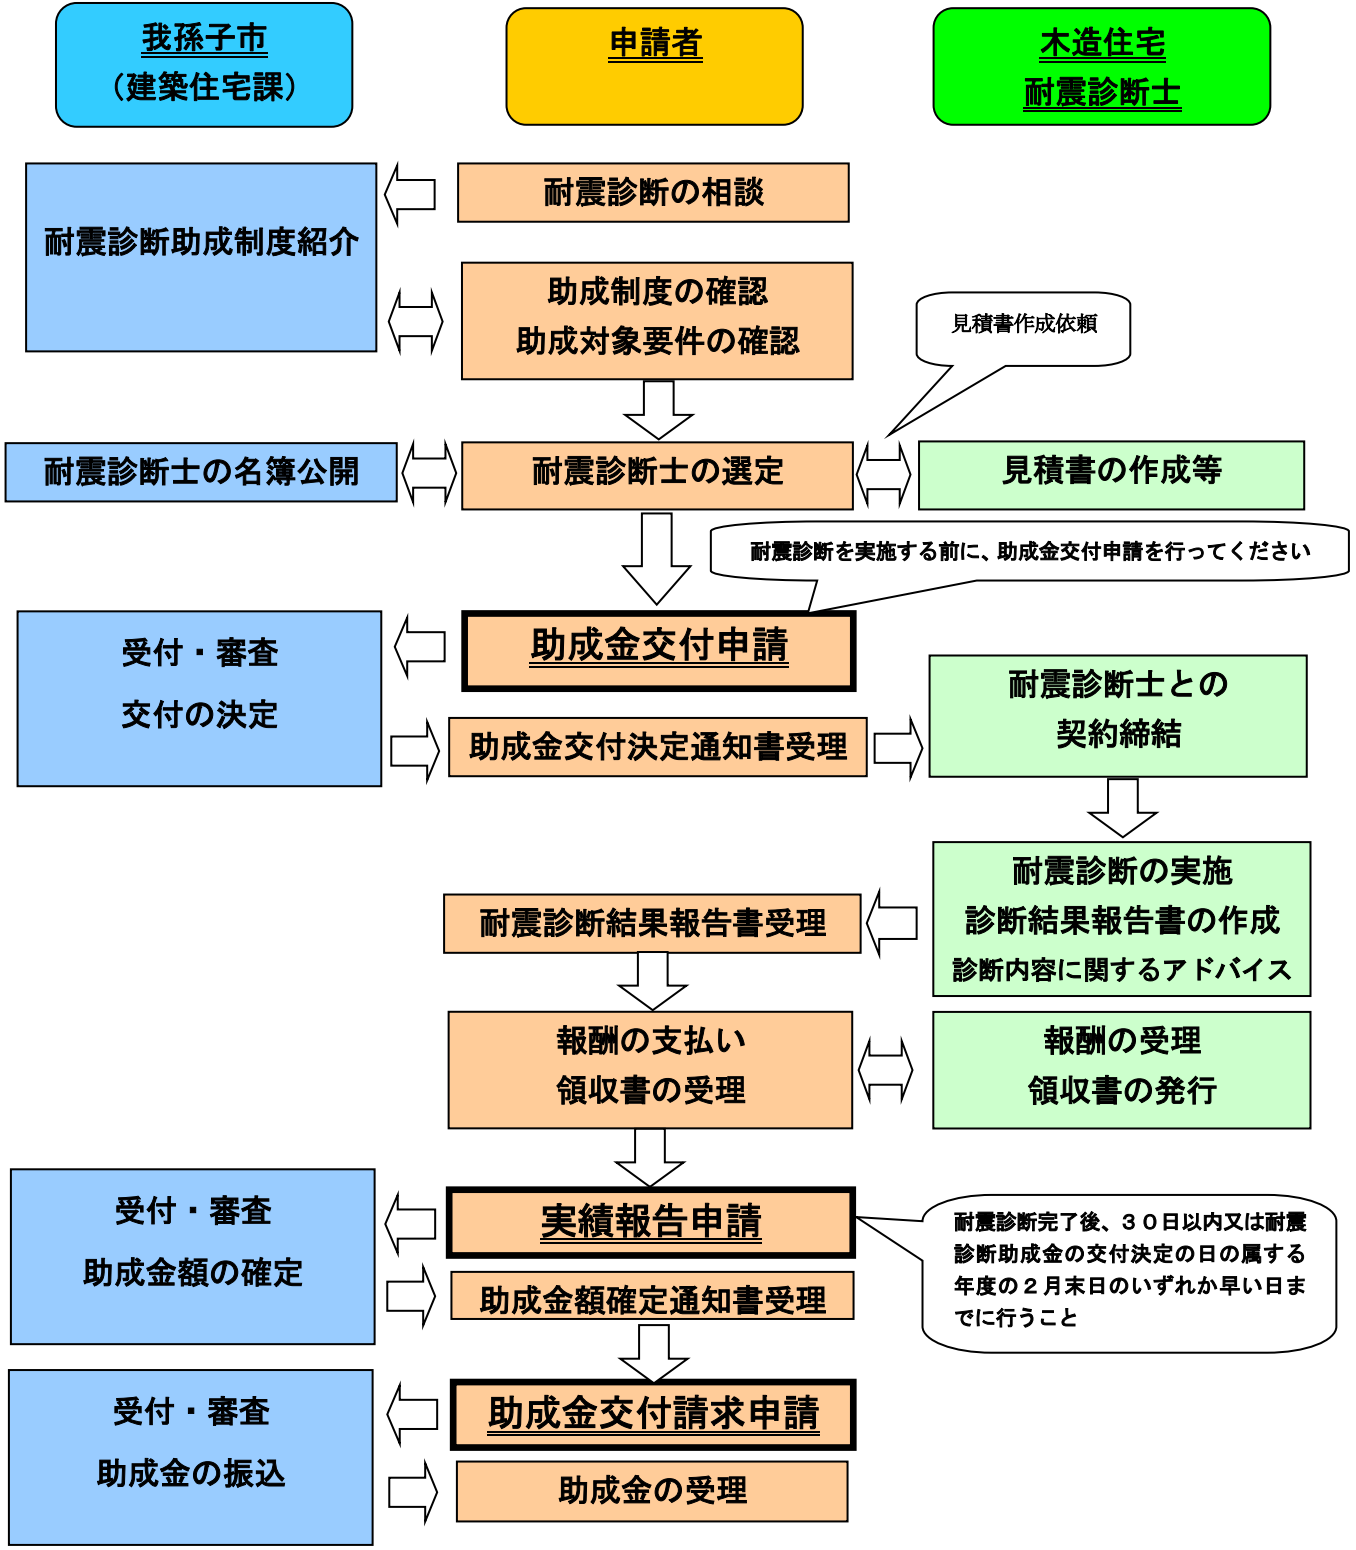 我孫子市
（建築住宅課）
申請者
木造住宅
耐震診断士
耐震診断の相談
耐震診断助成制度紹介
助成制度の確認
助成対象要件の確認
見積書作成依頼
耐震診断士の名簿公開
耐震診断士の選定
見積書の作成等
耐震診断を実施する前に、助成金交付申請を行ってください
助成金交付申請
受付・審査
交付の決定
助成金交付決定通知書受理
耐震診断士との
契約締結
耐震診断の実施
診断結果報告書の作成
診断内容に関するアドバイス
耐震診断結果報告書受理
報酬の支払い
領収書の受理
報酬の受理
領収書の発行
実績報告申請
受付・審査
助成金額の確定
耐震診断完了後、３０日以内又は耐震
診断助成金の交付決定の日の属する
年度の２月末日のいずれか早い日ま
でに行うこと
助成金額確定通知書受理
助成金交付請求申請
受付・審査
助成金の振込
助成金の受理